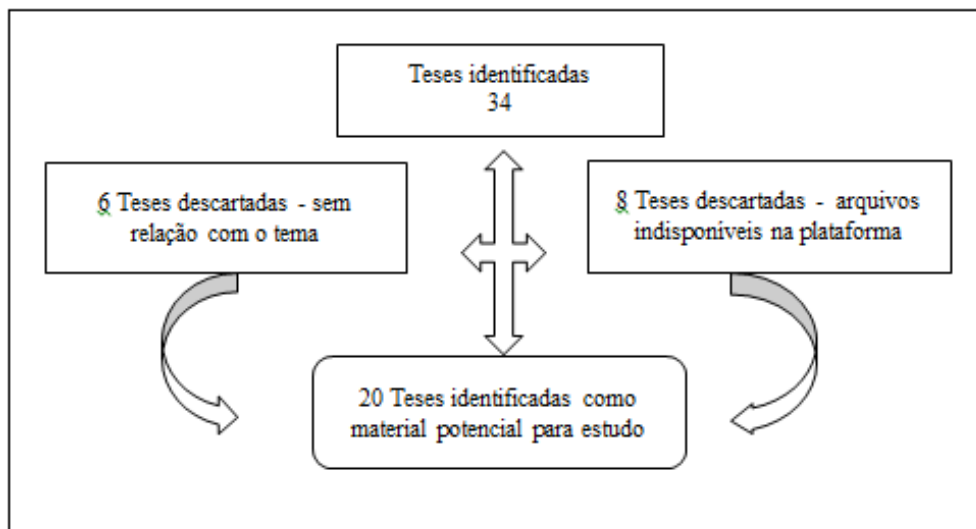 Teses identificadas
34
6 Teses descartadas - sem
relação com o tema
8 Teses descartadas - arquivos
indisponíveis na plataforma
20 Teses identificadas como
material potencial para estudo